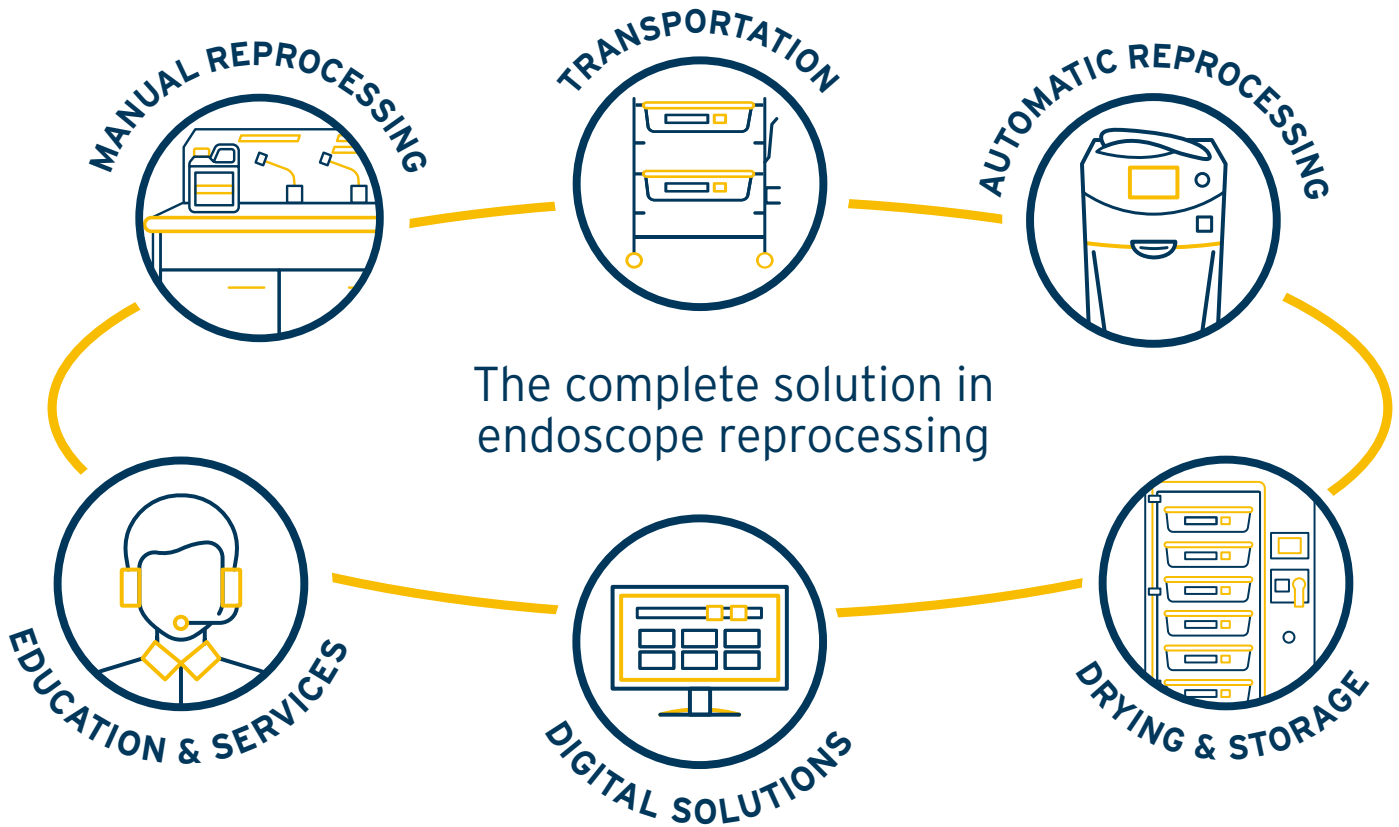 MANUAL REPROCESSING
TRANSPORTATION
AUTOMATIC REPROCESSING
The complete solution in
endoscope reprocessing
EDUCATION & SERVICES
DIGITAL SOLUTIONS
DRYING & STORAGE